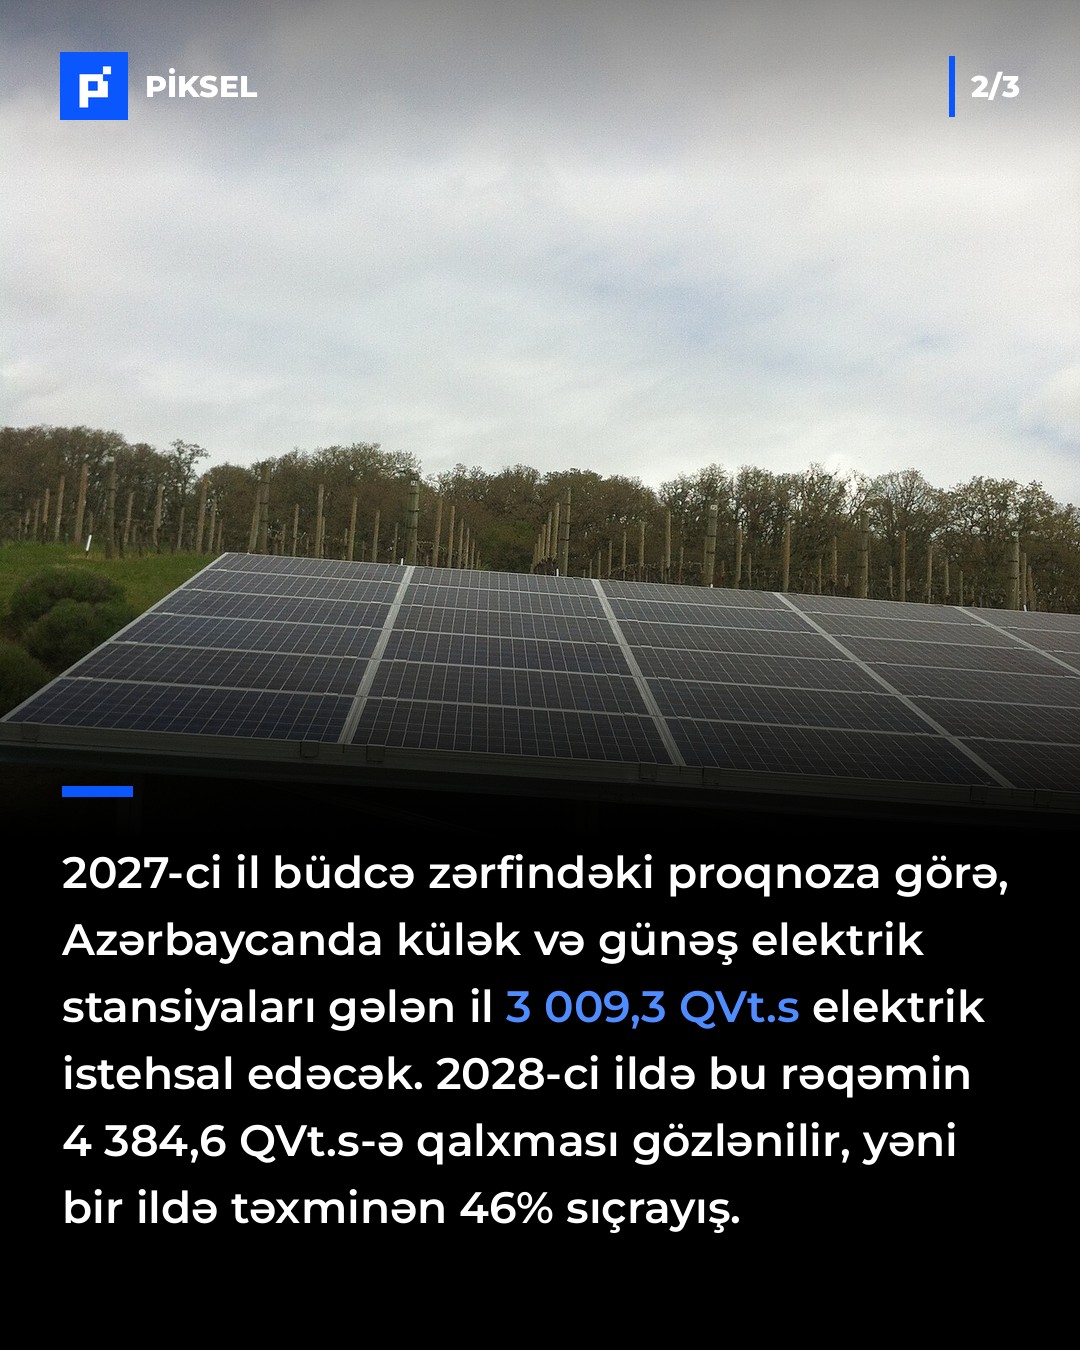 PİKSEL
2/3
2027-ci il büdcə zərfindəki proqnoza görə,
Azərbaycanda külək və günəş elektrik
stansiyaları gələn il 3 009,3 QVt.s elektrik
istehsal edəcək. 2028-ci ildə bu rəqəmin
4 384,6 QVt.s-ə qalxması gözlənilir, yəni
bir ildə təxminən 46% sıçrayış.